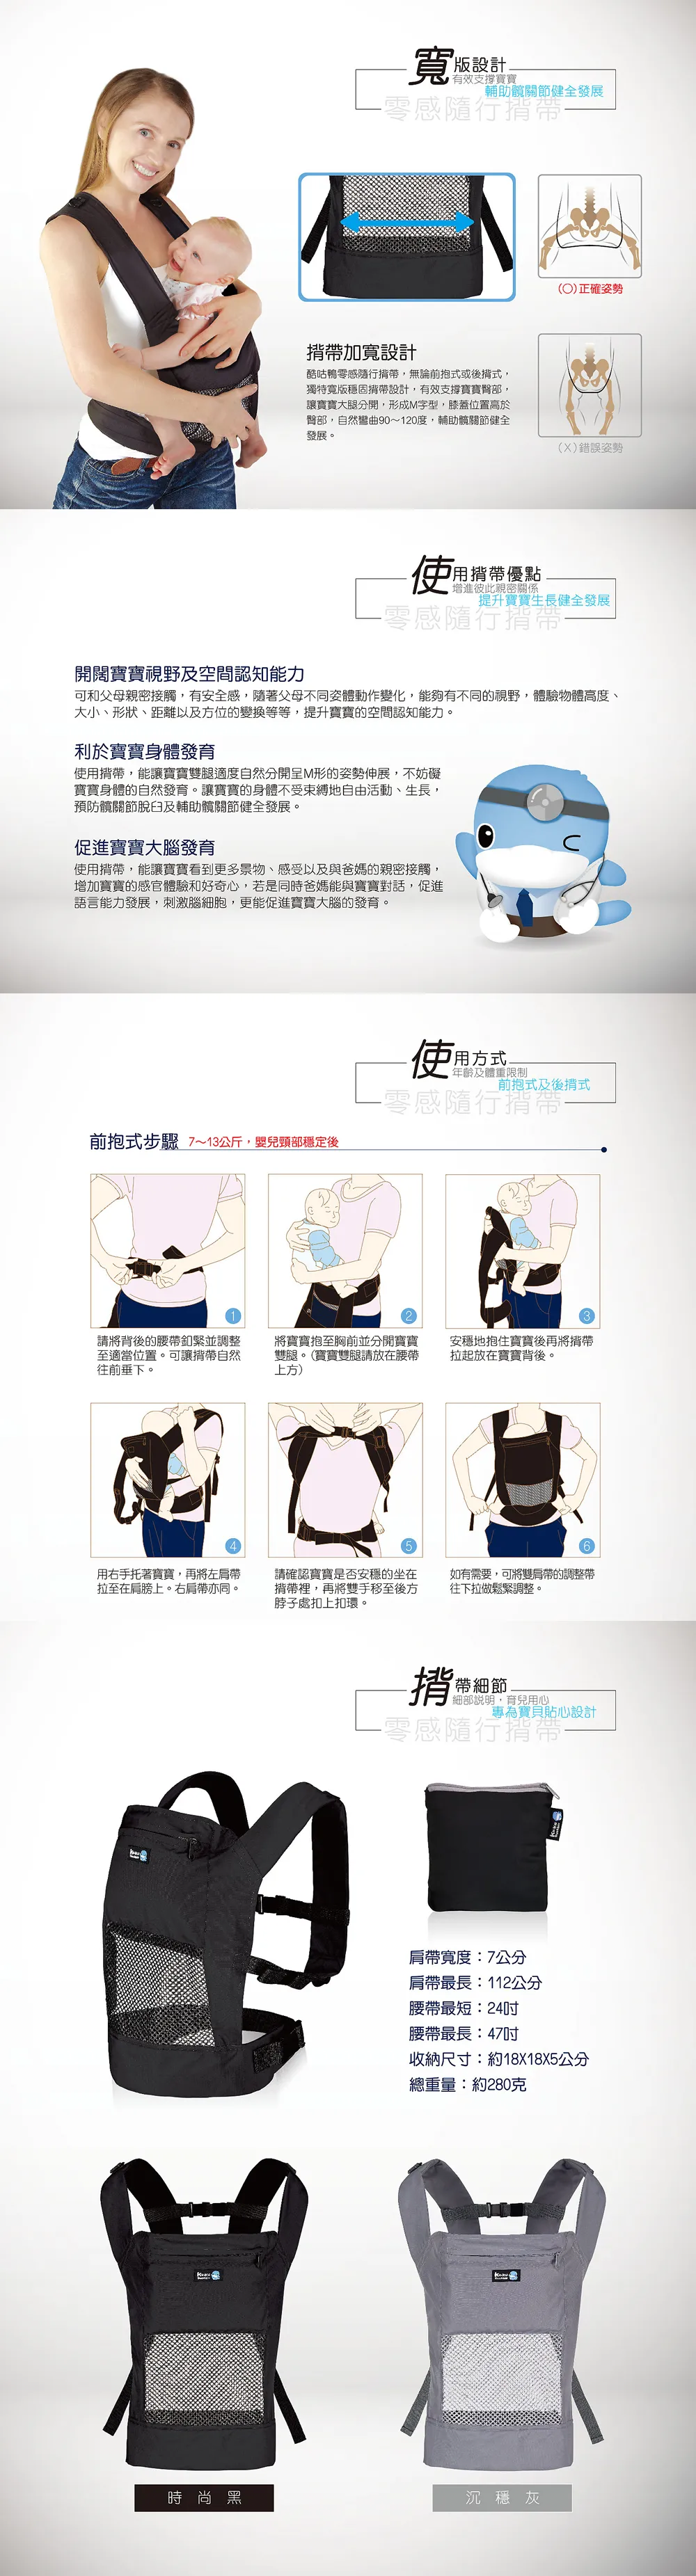 寬版設計
有效支撐寶寶
輔助髖關節健全發展
零感隨行揹帶
(○)正確姿勢
揹帶加寬設計
酷咕鴨零感隨行揹帶,無論前抱式或後揹式,
獨特寬版穩固揹帶設計,有效支撐寶寶臀部,
讓寶寶大腿分開,形成M字型,膝蓋位置高於
臀部,自然彎曲90~120度,輔助髖關節健全
發展。
(X)錯誤姿勢
使用揹帶優點
增進彼此親密關係
提升寶寶生長健全發展
零感隨行揹帶
開闊寶寶視野及空間認知能力
可和父母親密接觸,有安全感,隨著父母不同姿體動作變化,能夠有不同的視野,體驗物體高度、
大小、形狀、距離以及方位的變換等等,提升寶寶的空間認知能力。
利於寶寶身體發育
使用揹帶,能讓寶寶雙腿適度自然分開呈M形的姿勢伸展,不妨礙
寶寶身體的自然發育。讓寶寶的身體不受束縛地自由活動、生長,
預防髖關節脫臼及輔助髖關節健全發展。
促進寶寶大腦發育
使用揹帶,能讓寶寶看到更多景物、感受以及與爸媽的親密接觸,
增加寶寶的感官體驗和好奇心,若是同時爸媽能與寶寶對話,促進
語言能力發展,刺激腦細胞,更能促進寶寶大腦的發育。
使用方式
年齡及體重限制
前抱式及後揹式
零感隨行揹帶
前抱式步驟 7~13公斤,嬰兒頸部穩定後
1
2
3
請將背後的腰帶釦緊並調整
至適當位置。可讓揹帶自然
往前垂下。
將寶寶抱至胸前並分開寶寶
雙腿。(寶寶雙腿請放在腰帶
上方)
安穩地抱住寶寶後再將揹帶
拉起放在寶寶背後。
4
5
6
用右手托著寶寶,再將左肩帶
拉至在肩膀上。右肩帶亦同。
請確認寶寶是否安穩的坐在
揹帶裡,再將雙手移至後方
脖子處扣上扣環。
如有需要,可將雙肩帶的調整帶
往下拉做鬆緊調整。
揹帶細節
細部說明,育兒用心
專為寶貝貼心設計
零感隨行揹帶
肩帶寬度:7公分
肩帶最長:112公分
腰帶最短:24吋
腰帶最長:47吋
收納尺寸:約18X18X5公分
總重量:約280克
時尚黑
沉穩灰